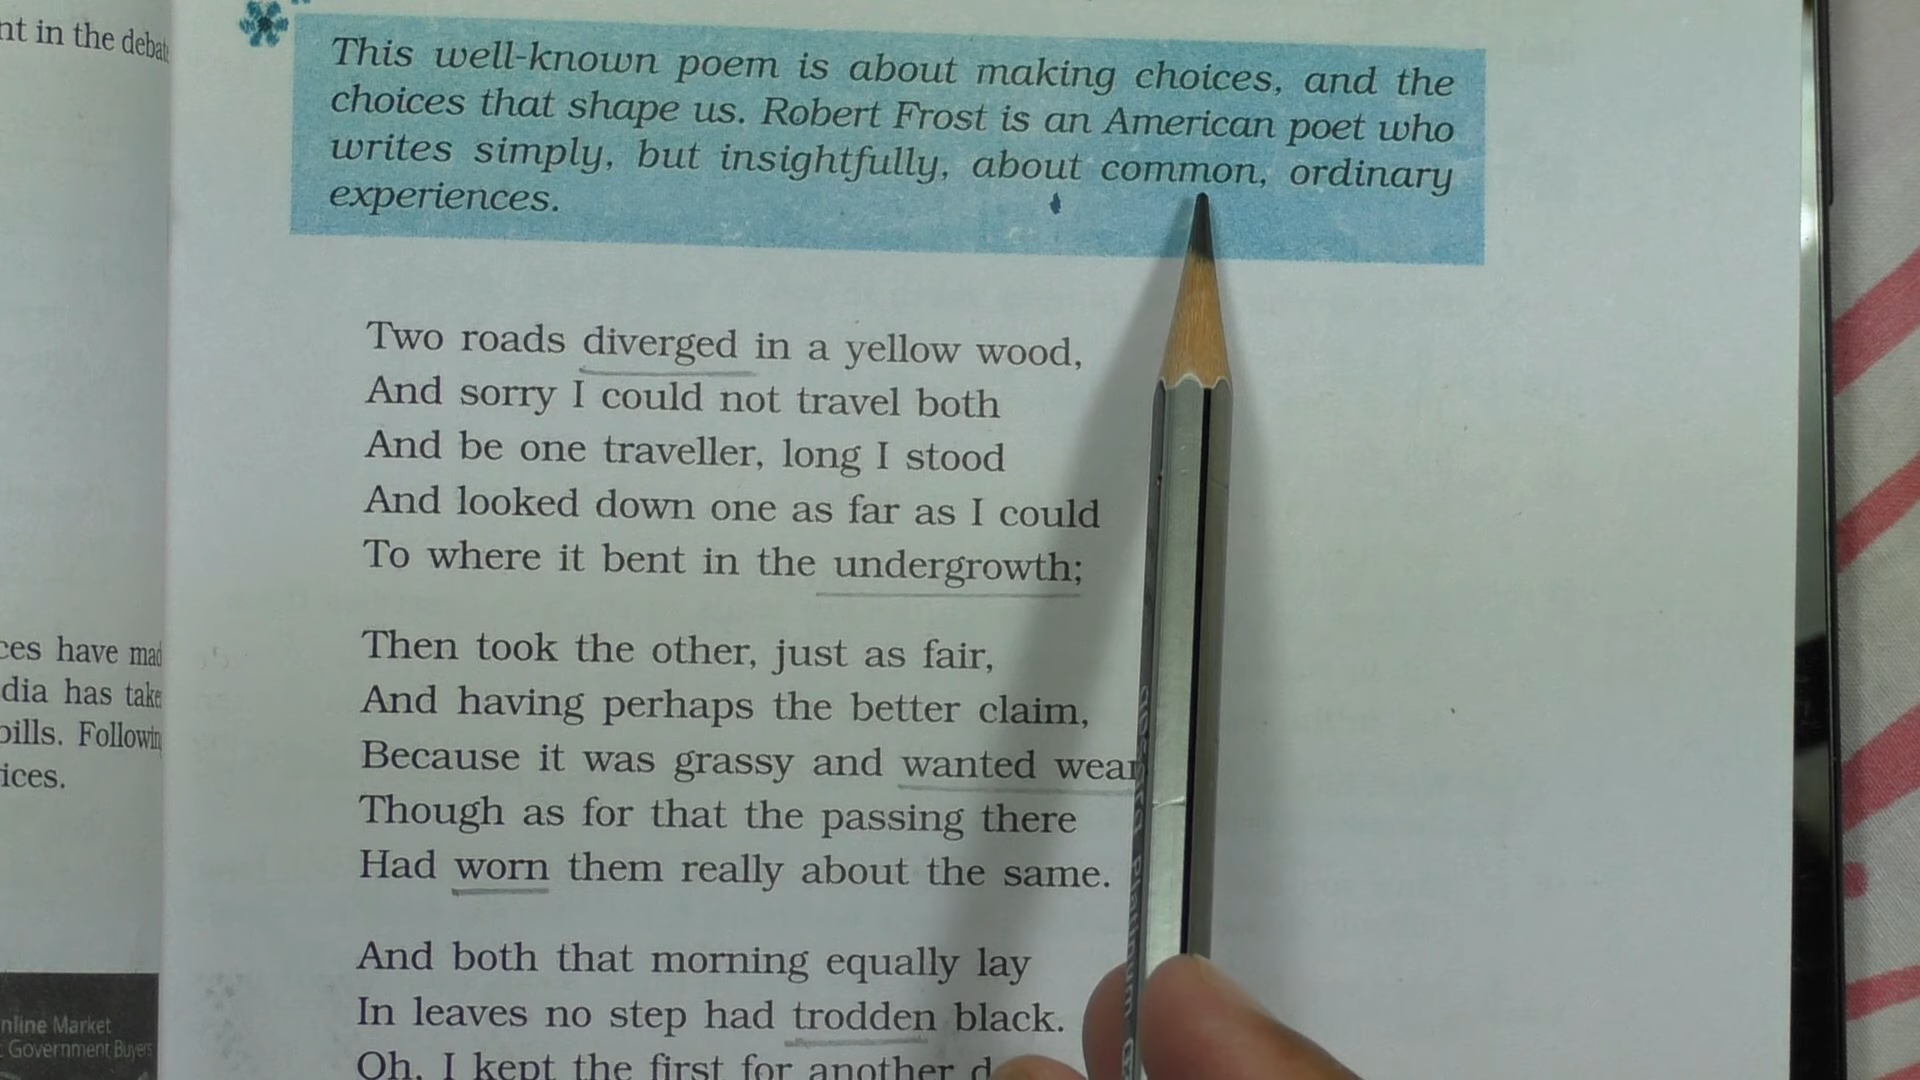 nt in the
This well-known poem is about making choices, and the
choices that shape us. Robert Frost is an American poet who
writes simply, but insightfully, about common, ordinary
experiences.
Two roads diverged in a yellow wood,
And sorry I could not travel both
And be one traveller, long I stood
And looked down one as far as I could
To where it bent in the undergrowth;
Then took the other, just as fair,
And having perhaps the better claim,
Because it was grassy and wanted wear
Though as for that the passing there
Had worn them really about the same.
And both that morning equally lay
In leaves no step had trodden black.
Oh, I kept the first for another
ces have
dia has
pills. Following
ices.
nline Market
Government Buyers